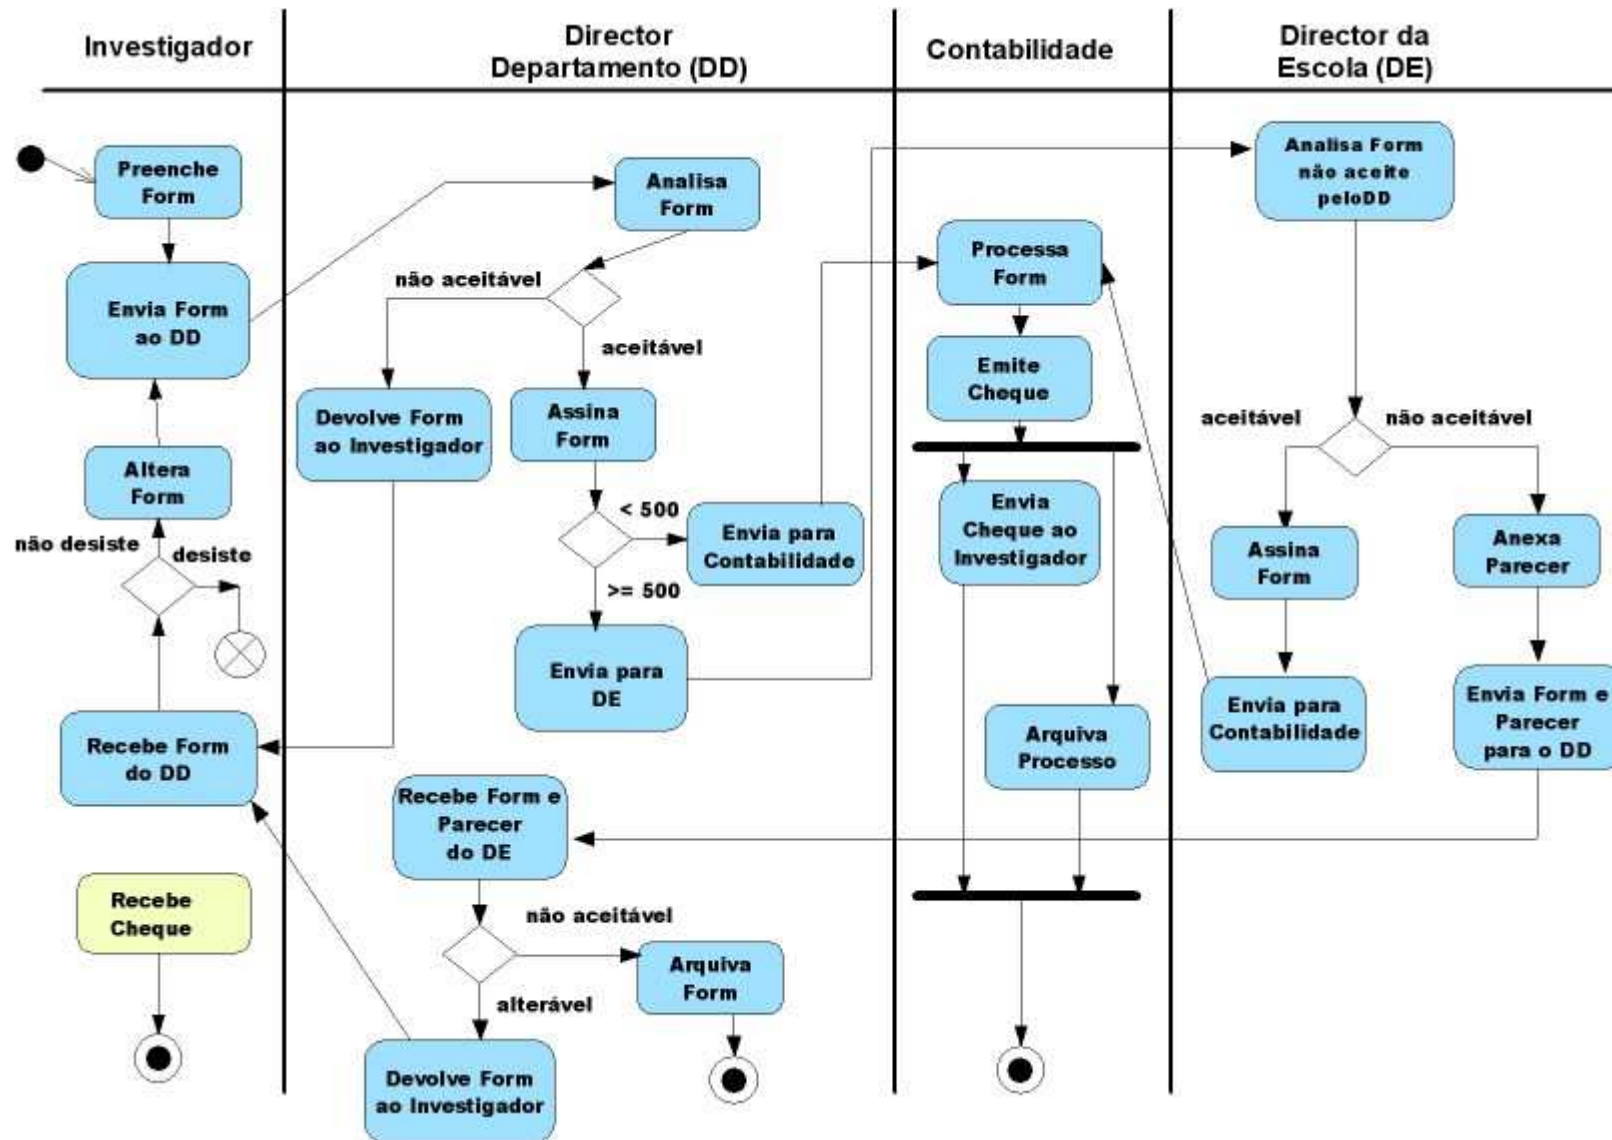 Investigador
Director
Departamento (DD)
Contabilidade
Director da
Escola (DE)
Preenche
Form
Envia Form
ao DD
Altera
Form
não desiste
desiste
Recebe Form
do DD
Recebe
Cheque
Analisa
Form
não aceitável
aceitável
Devolve Form
ao Investigador
Assina
Form
< 500
Envia para
Contabilidade
>= 500
Envia para
DE
Recebe Form e
Parecer
do DE
não aceitável
Arquiva
Form
alterável
Devolve Form
ao Investigador
Processa
Form
Emite
Cheque
Envia
Cheque ao
Investigador
Arquiva
Processo
Analisa Form
não aceite
peloDD
aceitável
não aceitável
Assina
Form
Anexa
Parecer
Envia para
Contabilidade
Envia Form e
Parecer
para o DD